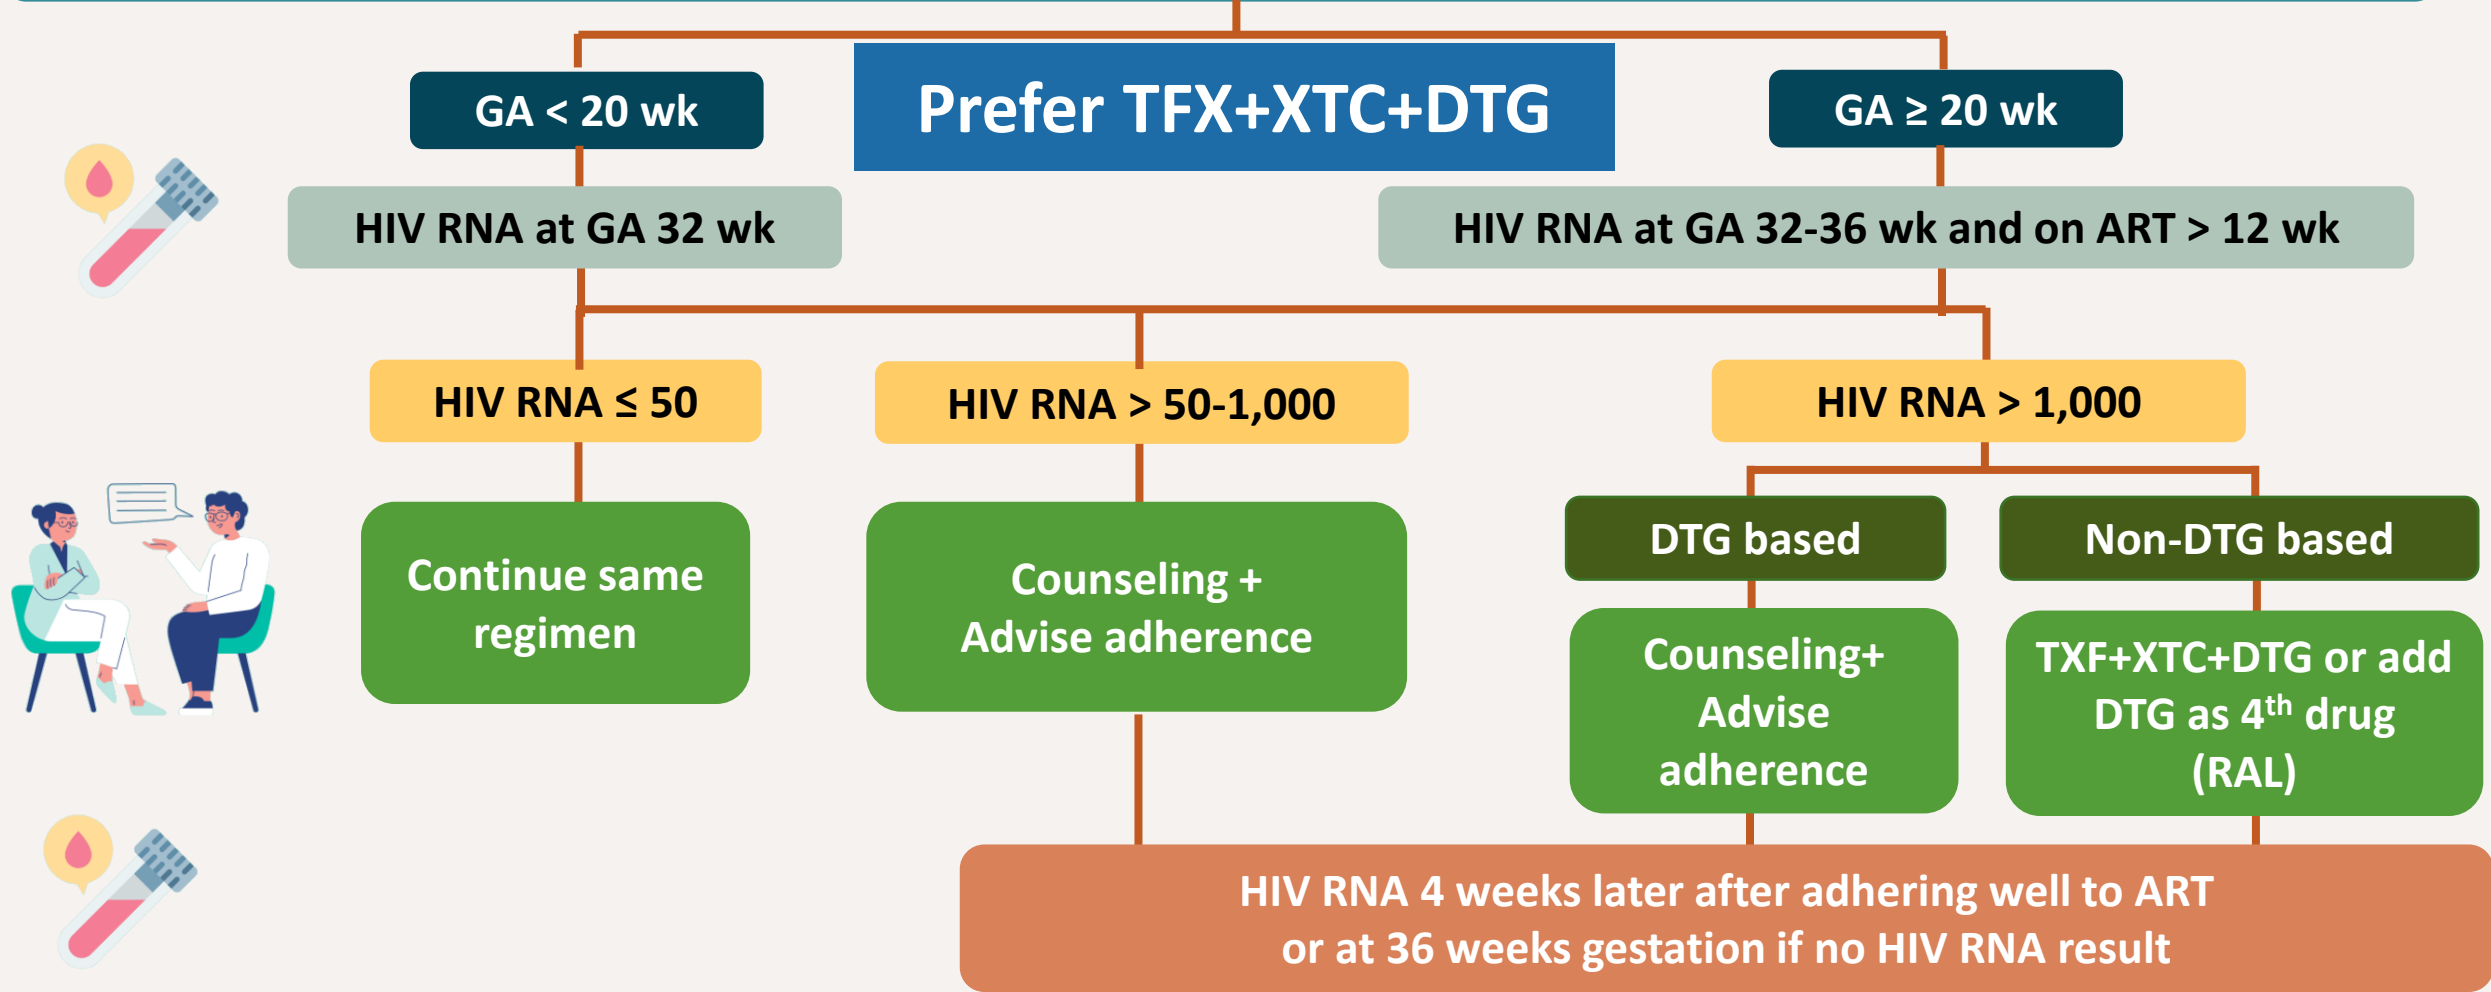 Prefer TFX+XTC+DTG
GA < 20 wk
GA ≥ 20 wk
HIV RNA at GA 32 wk
HIV RNA at GA 32-36 wk and on ART > 12 wk
HIV RNA ≤ 50
HIV RNA > 50-1,000
HIV RNA > 1,000
Continue same
regimen
Counseling +
Advise adherence
DTG based
Non-DTG based
Counseling+
Advise
adherence
TXF+XTC+DTG or add
DTG as 4th drug
(RAL)
HIV RNA 4 weeks later after adhering well to ART
or at 36 weeks gestation if no HIV RNA result